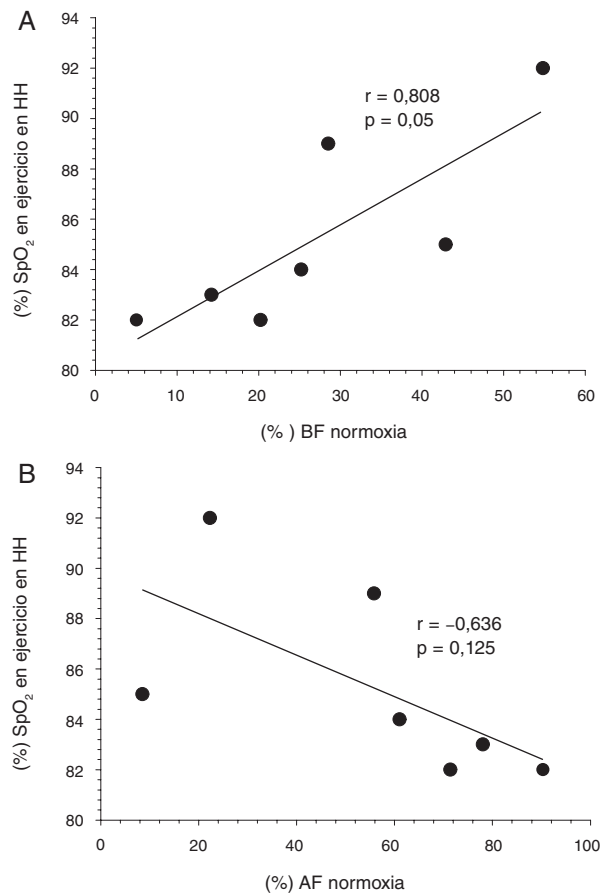 A
94
92
90
88
86
84
82
80
(%) SpO₂ en ejercicio en HH
r = 0,808
p = 0,05
0 10 20 30 40 50 60
(% ) BF normoxia
B
94
92
90
88
86
84
82
80
(%) SpO₂ en ejercicio en HH
r = −0,636
p = 0,125
0 20 40 60 80 100
(%) AF normoxia